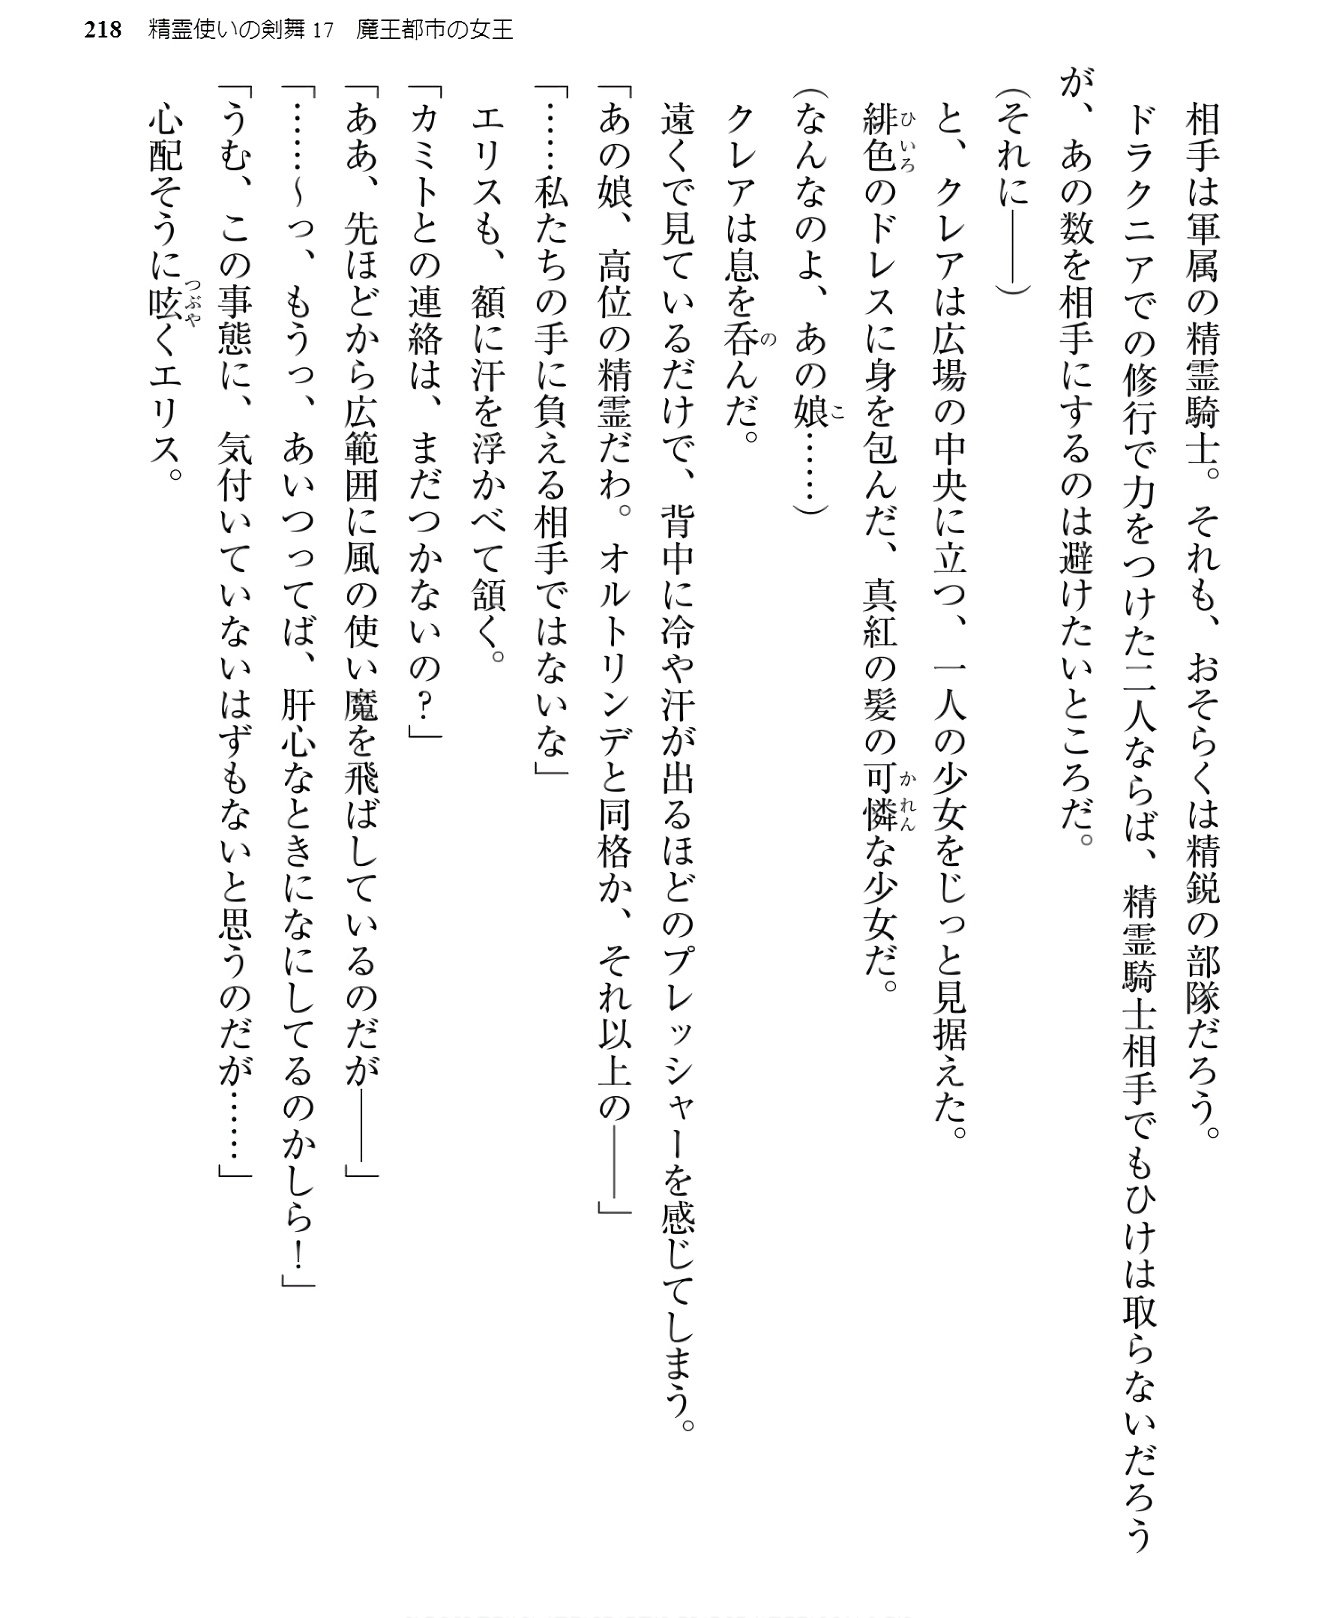 218 精霊使いの剣舞17 魔王都市の女王
相手は軍属の精霊騎士。それも、おそらくは精鋭の部隊だろう。
ドラクニアでの修行で力をつけた二人ならば、精霊騎士相手でもひけは取らないだろう
が、あの数を相手にするのは避けたいところだ。
(それに――)
と、クレアは広場の中央に立つ、一人の少女をじっと見据えた。
緋色のドレスに身を包んだ、真紅の髪の可憐な少女だ。
(なんなのよ、あの娘……)
クレアは息を呑んだ。
遠くで見ているだけで、背中に冷や汗が出るほどのプレッシャーを感じてしまう。
「あの娘、高位の精霊だわ。オルトリンデと同格か、それ以上の――」
「……私たちの手に負える相手ではないな」
エリスも、額に汗を浮かべて頷く。
「カミトとの連絡は、まだつかないの?」
「ああ、先ほどから広範囲に風の使い魔を飛ばしているのだが――」
「……~っ、もうっ、あいつってば、肝心なときになにしてるのかしら!」
「うむ、この事態に、気付いていないはずもないと思うのだが……」
心配そうに呟くエリス。